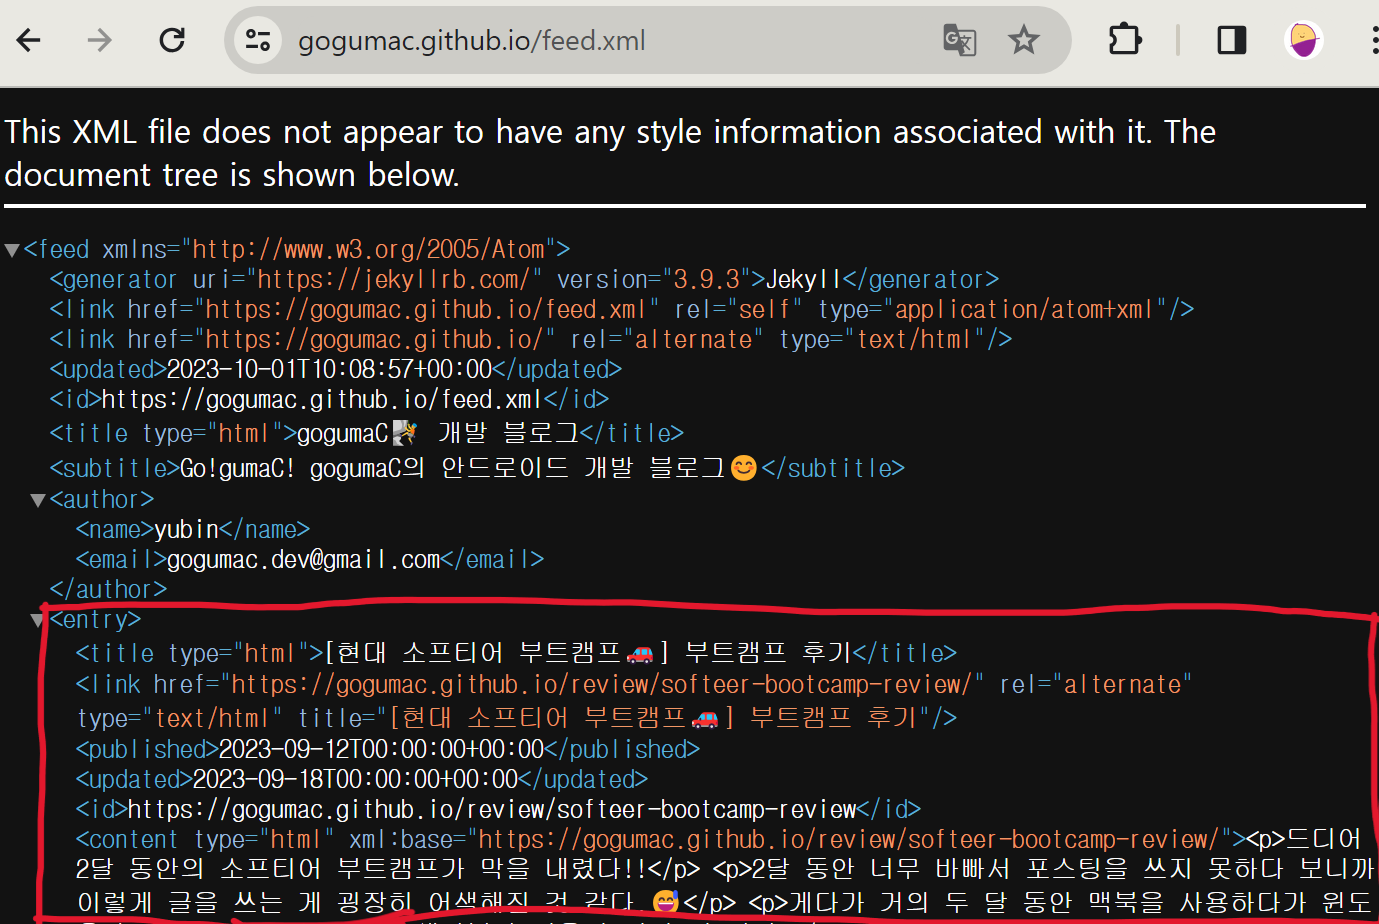 gogumac.github.io/feed.xml
This XML file does not appear to have any style information associated with it. The
document tree is shown below.
▼<feed xmlns="http://www.w3.org/2005/Atom">
<generator uri="https://jekyllrb.com/" version="3.9.3">Jekyll</generator>
<link href="https://gogumac.github.io/feed.xml" rel="self" type="application/atom+xml"/>
<link href="https://gogumac.github.io/" rel="alternate" type="text/html"/>
<updated>2023-10-01T10:08:57+00:00</updated>
<id>https://gogumac.github.io/feed.xml</id>
<title type="html">gogumaC 개발 블로그</title>
<subtitle>Go!gumaC! gogumaC의 안드로이드 개발 블로그😊</subtitle>
▼<author>
<name>yubin</name>
<email>gogumac.dev@gmail.com</email>
</author>
▼<entry>
<title type="html">[현대 소프티어 부트캠프🚗] 부트캠프 후기</title>
<link href="https://gogumac.github.io/review/softeer-bootcamp-review/" rel="alternate"
type="text/html" title="[현대 소프티어 부트캠프🚗] 부트캠프 후기"/>
<published>2023-09-12T00:00:00+00:00</published>
<updated>2023-09-18T00:00:00+00:00</updated>
<id>https://gogumac.github.io/review/softeer-bootcamp-review</id>
<content type="html" xml:base="https://gogumac.github.io/review/softeer-bootcamp-review/"><p>드디어
2달 동안의 소프티어 부트캠프가 막을 내렸다!!</p> <p>2달 동안 너무 바빠서 포스팅을 쓰지 못하다 보니까
이렇게 글을 쓰는 게 굉장히 어색해진 것 같다.😅</p> <p>게다가 거의 두 달 동안 맥북을 사용하다가 윈도